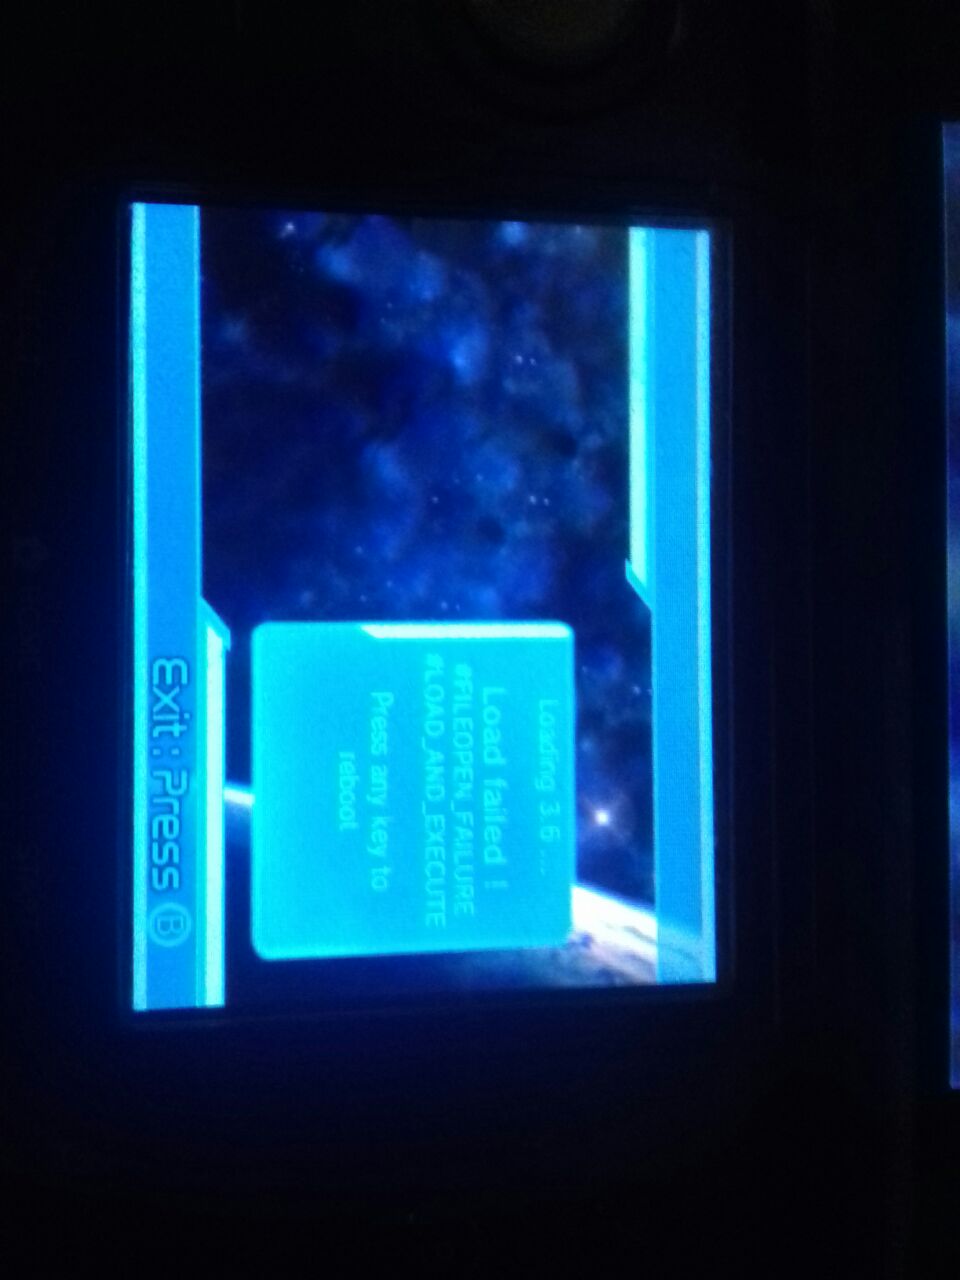 Loading 3.6 ...
Load failed !
#FILEOPEN_FAILURE
#LOAD_AND_EXECUTE
Press any key to
reboot
Exit : Press B